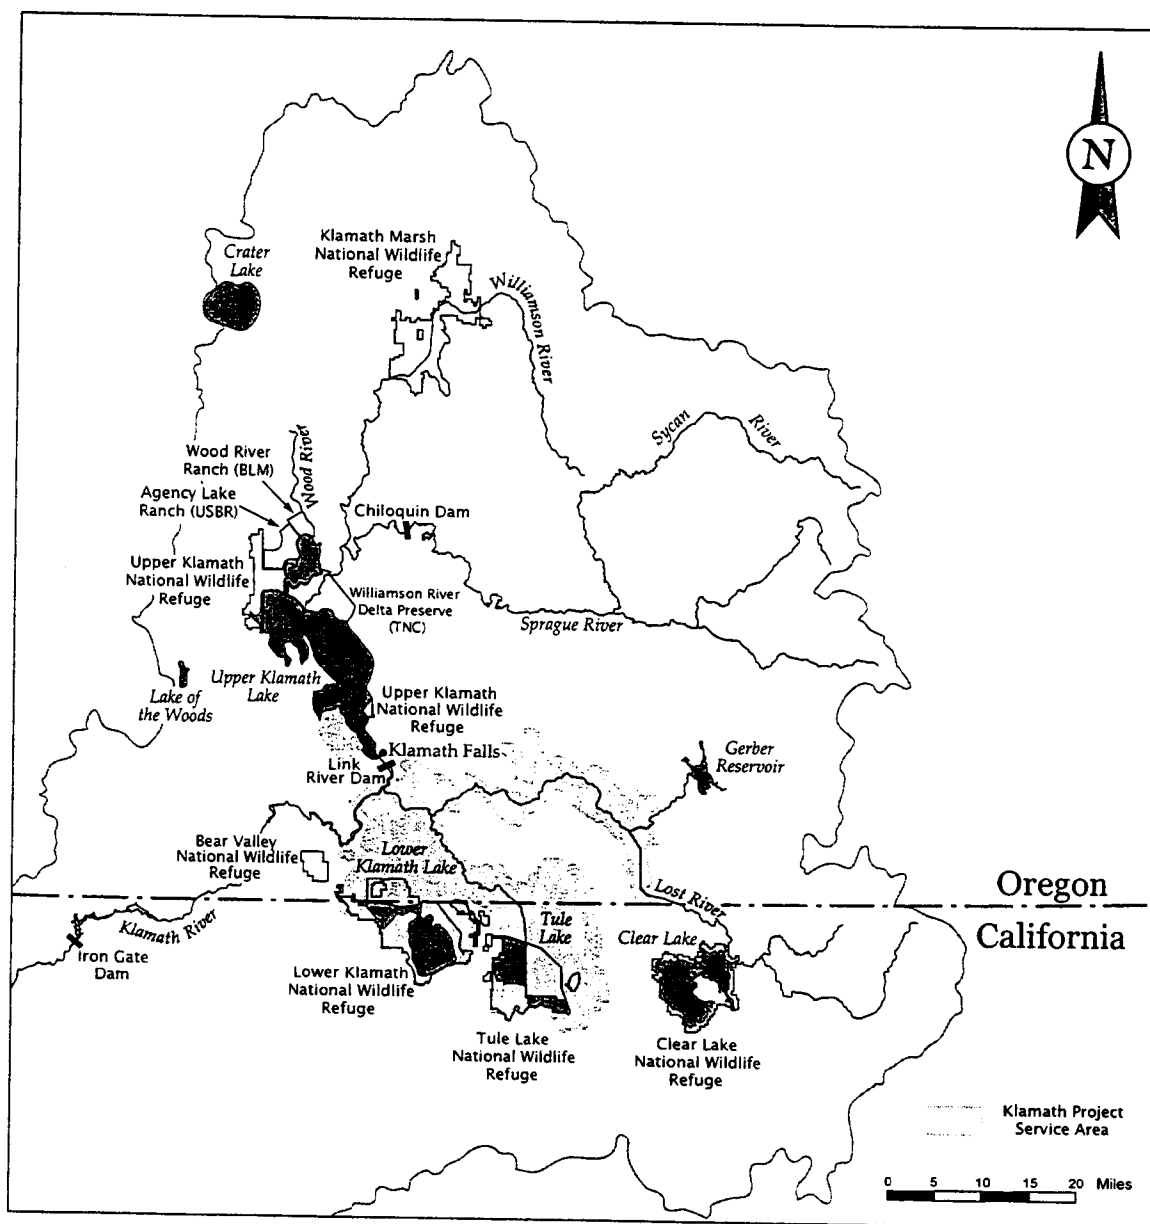 N
Klamath Marsh
National Wildlife
Refuge
Crater
Lake
Williamson River
Sycan
River
Wood River
Ranch (BLM)
Wood River
Agency Lake
Ranch (USBR)
Chiloquin Dam
Upper Klamath
National Wildlife
Refuge
Williamson River
Delta Preserve
(TNC)
Sprague River
Upper Klamath
Lake
Lake of
the Woods
Upper Klamath
National Wildlife
Refuge
Klamath Falls
Link
River Dam
Gerber
Reservoir
Bear Valley
National Wildlife
Refuge
Lower
Klamath Lake
Lost River
Oregon
California
Klamath River
Iron Gate
Dam
Tule
Lake
Clear Lake
Lower Klamath
National Wildlife
Refuge
Tule Lake
National Wildlife
Refuge
Clear Lake
National Wildlife
Refuge
Klamath Project
Service Area
0 5 10 15 20 Miles